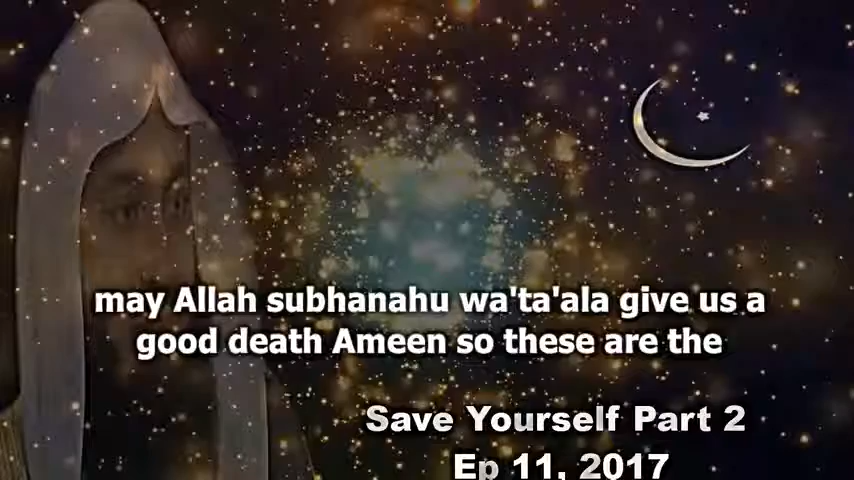 may Allah subhanahu wa'ta'ala give us a
good death Ameen so these are the
Save Yourself Part 2
Ep 11, 2017